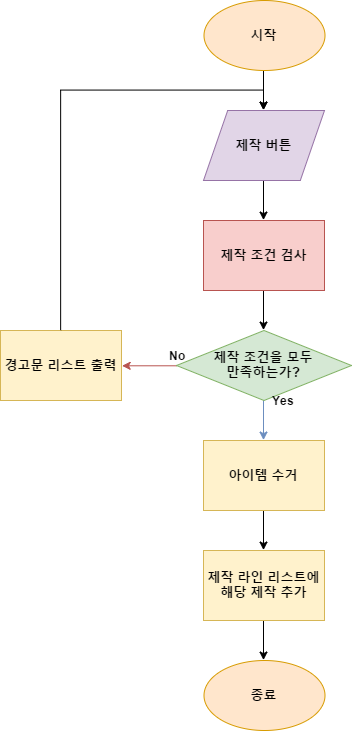 시작
제작 버튼
제작 조건 검사
제작 조건을 모두
만족하는가?
No
경고문 리스트 출력
Yes
아이템 수거
제작 라인 리스트에
해당 제작 추가
종료